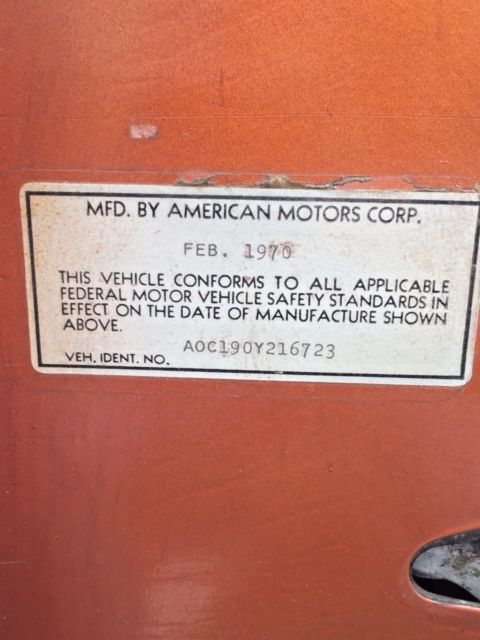 MFD. BY AMERICAN MOTORS CORP.
FEB. 1970
THIS VEHICLE CONFORMS TO ALL APPLICABLE
FEDERAL MOTOR VEHICLE SAFETY STANDARDS IN
EFFECT ON THE DATE OF MANUFACTURE SHOWN
ABOVE.
VEH. IDENT. NO. A0C190Y216723